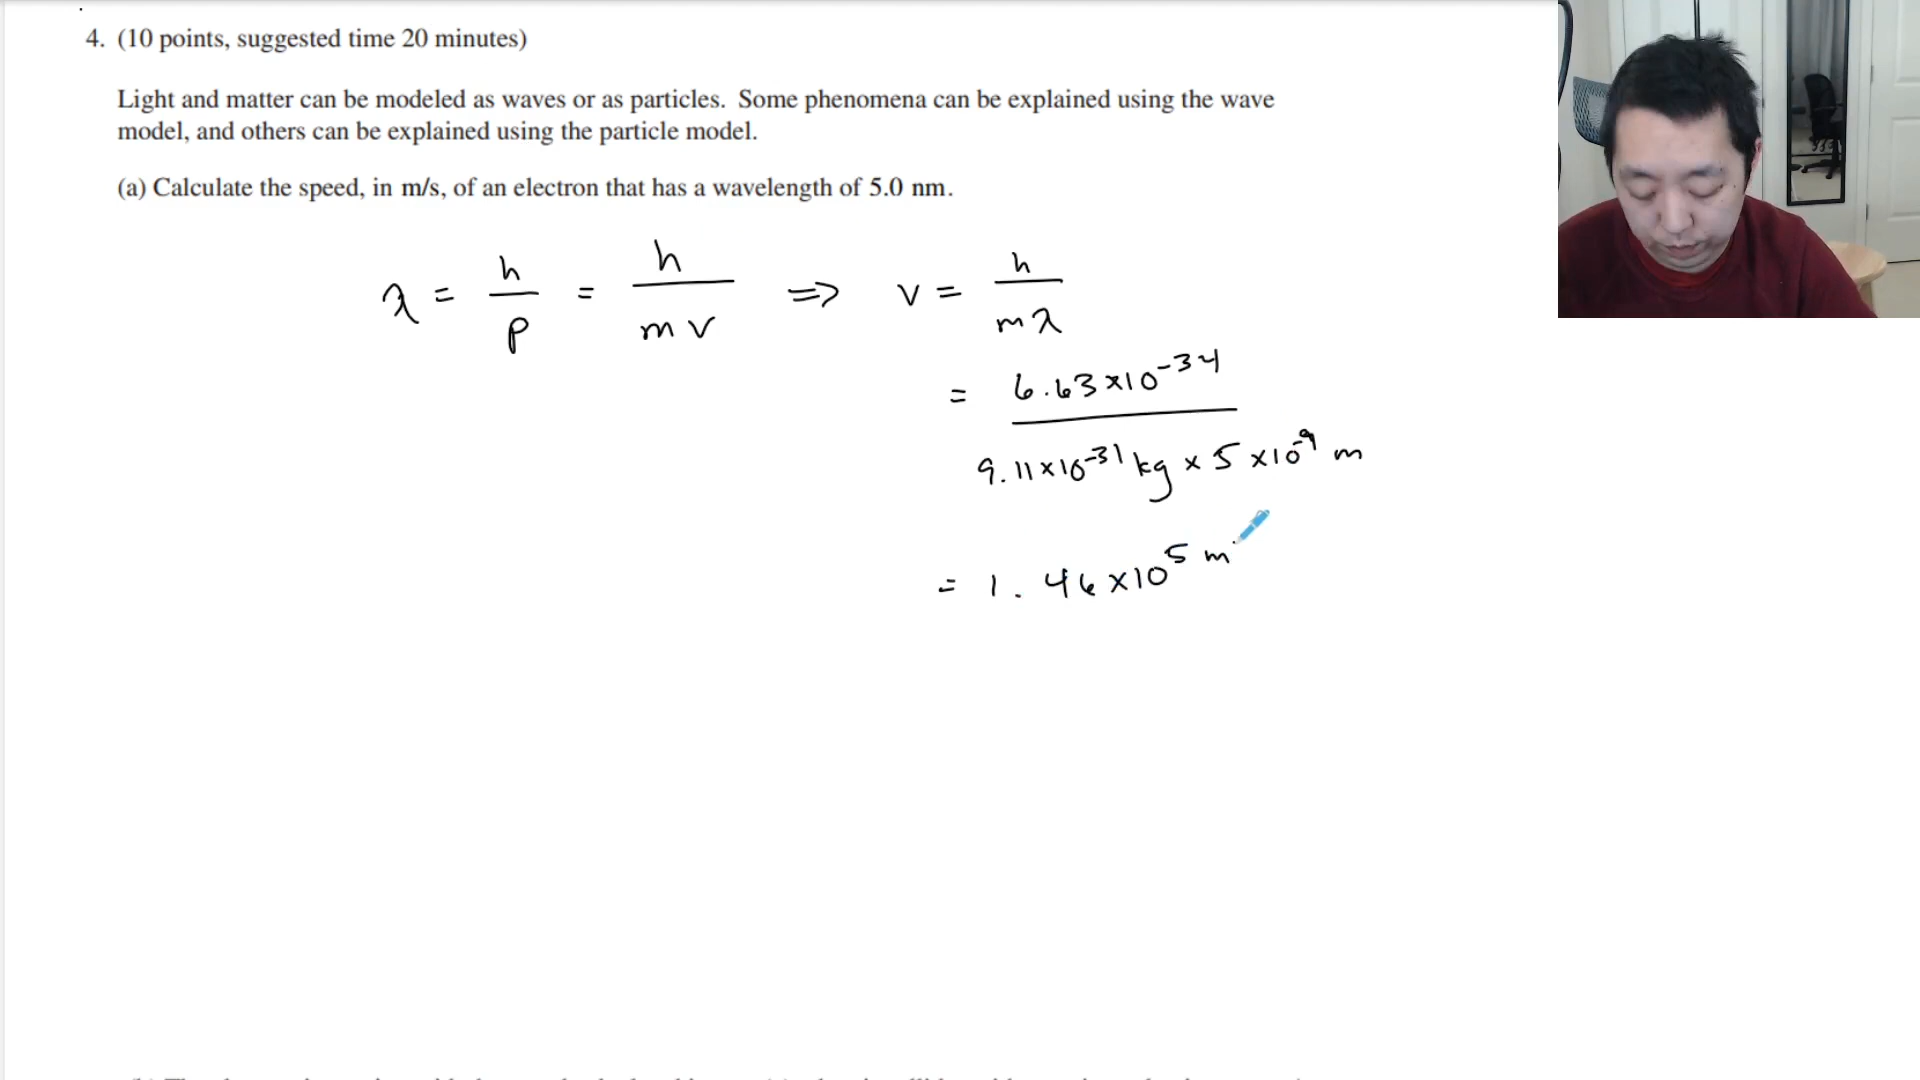 4. (10 points, suggested time 20 minutes)
Light and matter can be modeled as waves or as particles. Some phenomena can be explained using the wave
model, and others can be explained using the particle model.
(a) Calculate the speed, in m/s, of an electron that has a wavelength of 5.0 nm.
λ = h/p = h/mv ⇒ v = h/mλ
= 6.63×10⁻³⁴
9.11×10⁻³¹ kg × 5×10⁻⁹ m
= 1.46×10⁵ m